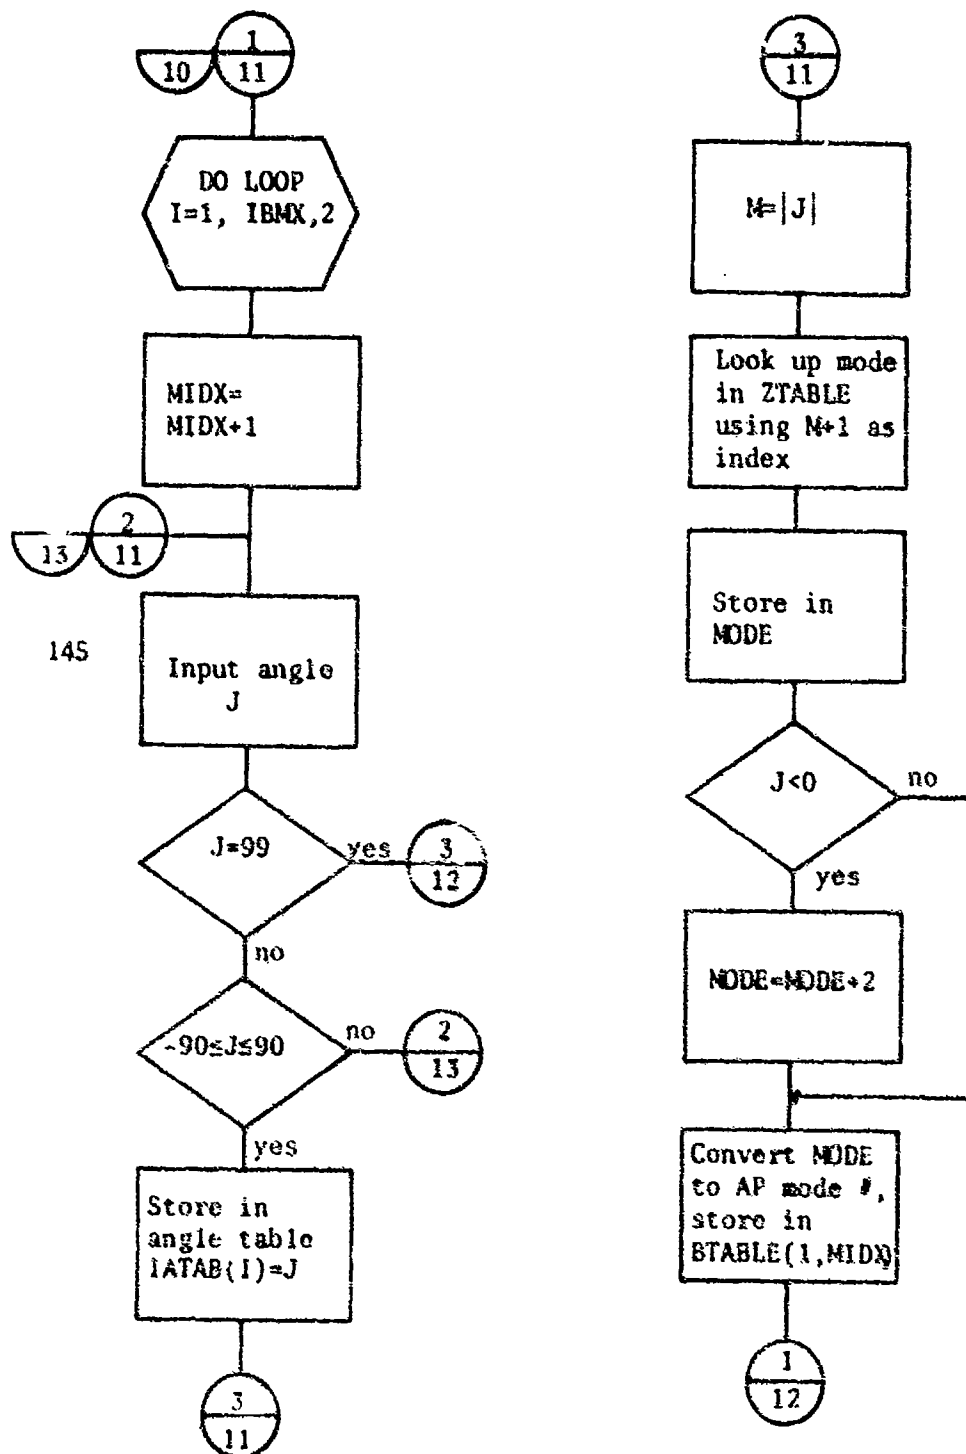 1
10 11
DO LOOP
I=1, IBMX,2
MIDX=
MIDX+1
2
13 11
145
Input angle
J
J=99
yes
3
12
no
-90≤J≤90
no
2
13
yes
Store in
angle table
IATAB(I)=J
3
11
3
11
M=|J|
Look up mode
in ZTABLE
using M+1 as
index
Store in
MODE
J<0
no
yes
MODE=MODE+2
Convert MODE
to AP mode #,
store in
BTABLE(1,MIDX)
1
12